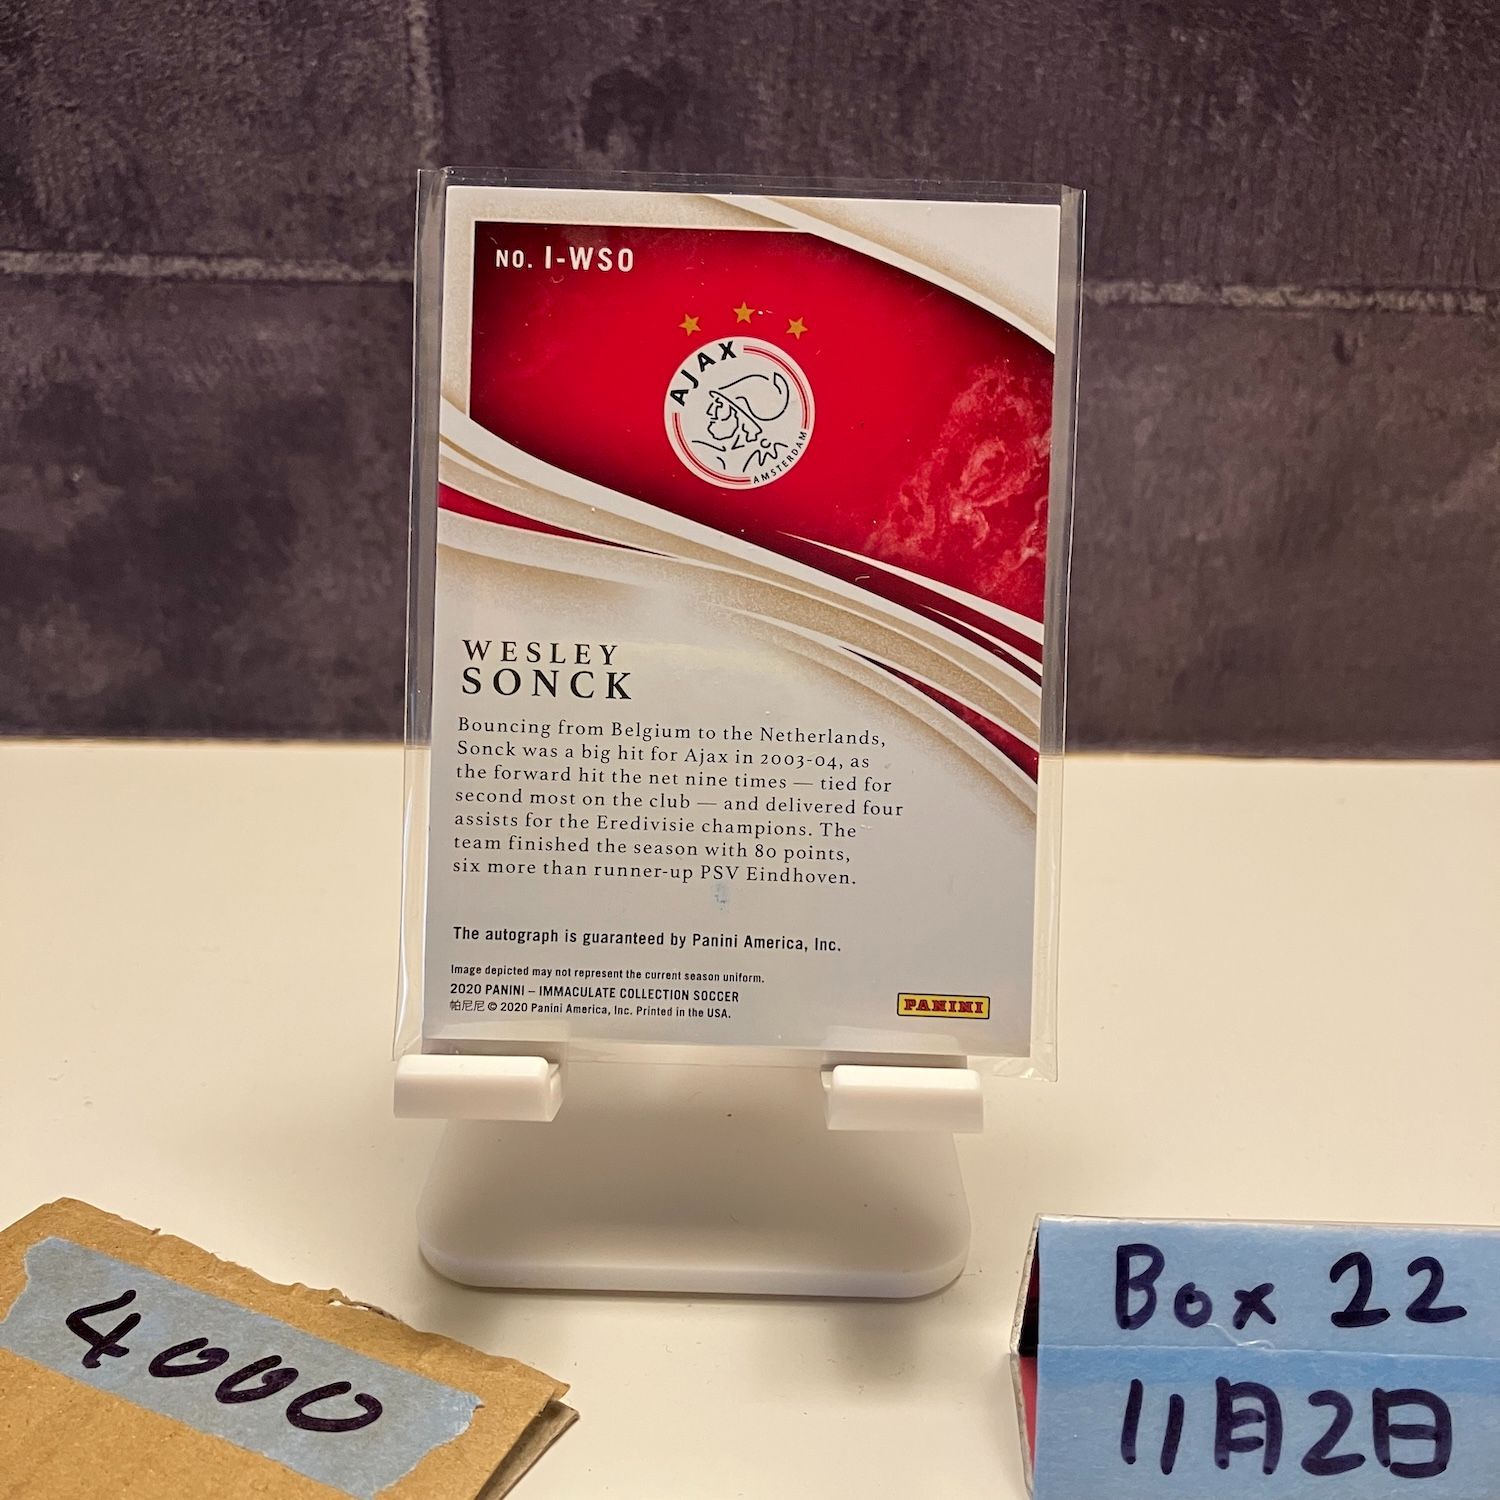 NO. I-WSO
AJAX
AMSTERDAM
WESLEY
SONCK
Bouncing from Belgium to the Netherlands,
Sonck was a big hit for Ajax in 2003-04, as
the forward hit the net nine times — tied for
second most on the club — and delivered four
assists for the Eredivisie champions. The
team finished the season with 80 points,
six more than runner-up PSV Eindhoven.
The autograph is guaranteed by Panini America, Inc.
Image depicted may not represent the current season uniform.
2020 PANINI – IMMACULATE COLLECTION SOCCER
帕尼尼 © 2020 Panini America, Inc. Printed in the USA.
PANINI
4000
Box 22
11月2日